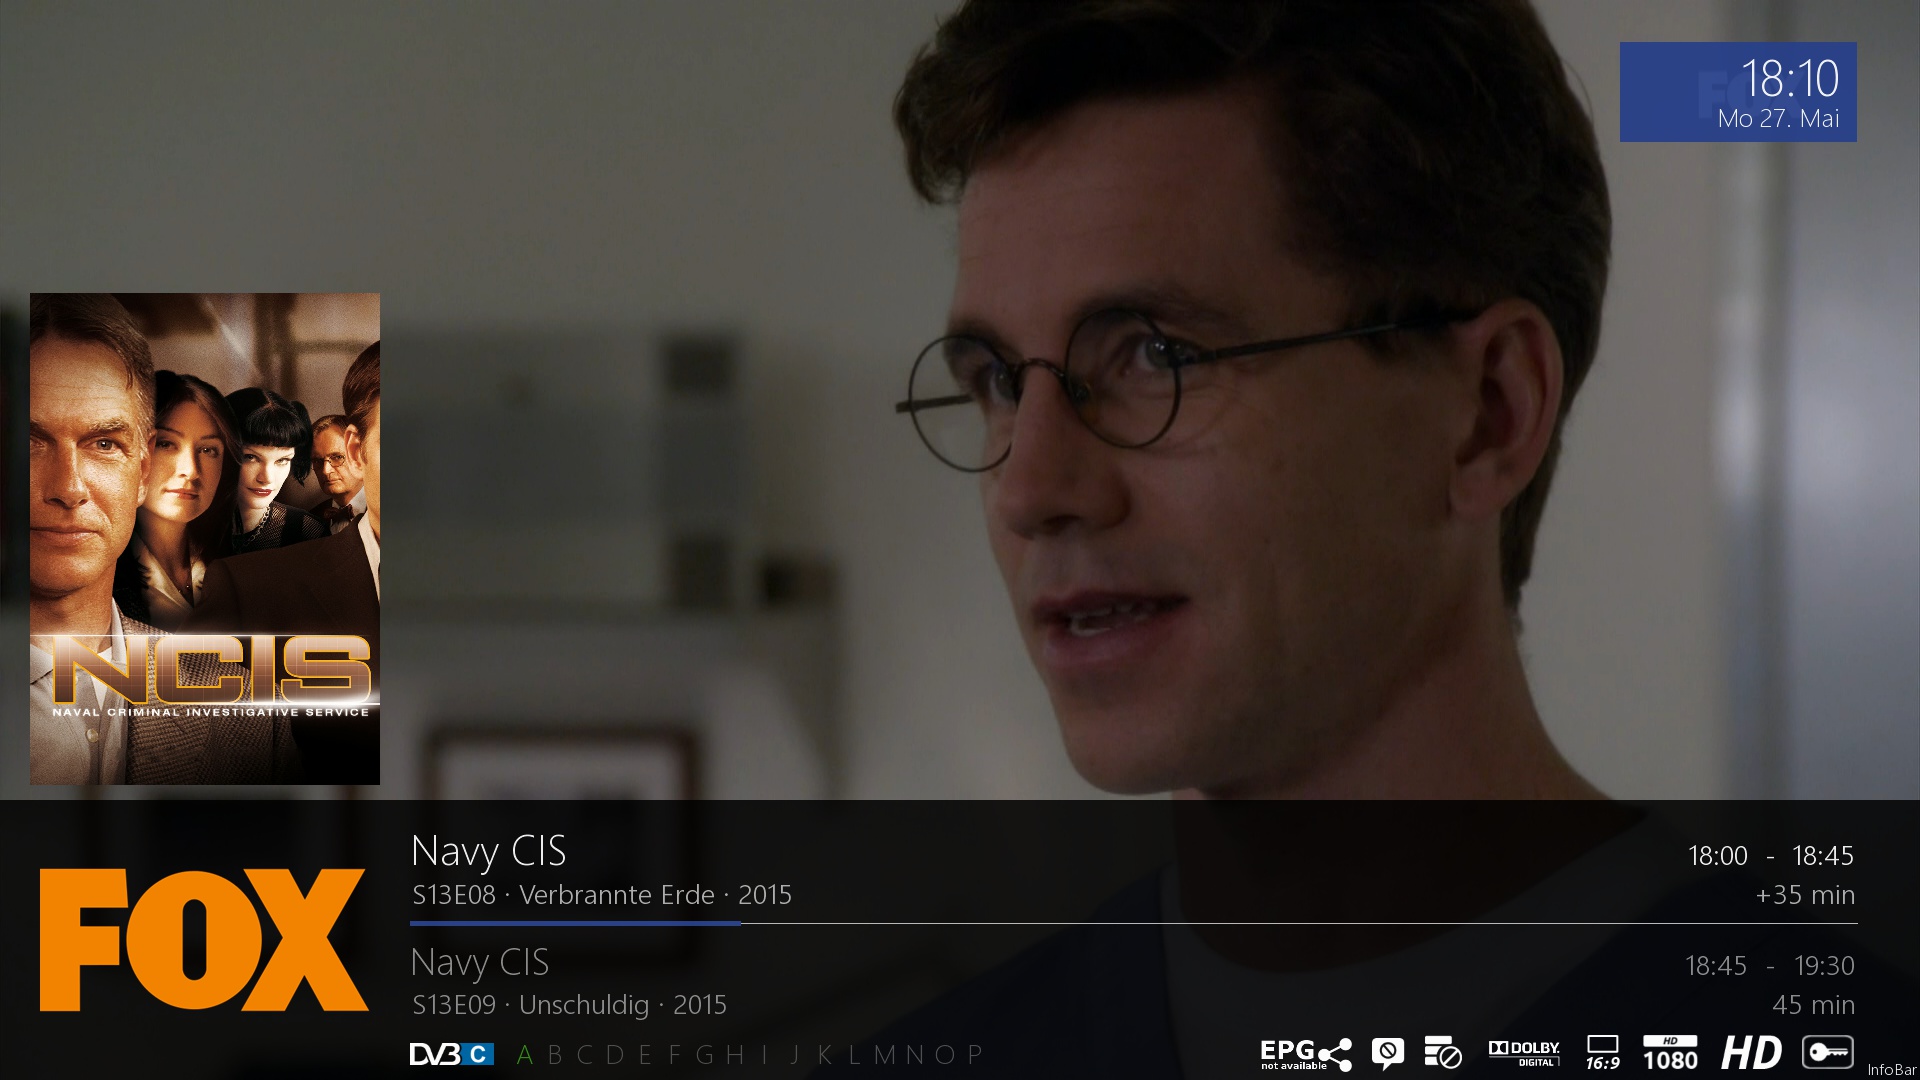 18:10
Mo 27. Mai
NCIS
NAVAL CRIMINAL INVESTIGATIVE SERVICE
FOX
Navy CIS
18:00 - 18:45
S13E08 · Verbrannte Erde · 2015
+35 min
Navy CIS
18:45 - 19:30
S13E09 · Unschuldig · 2015
45 min
DVB C
A B C D E F G H I J K L M N O P
EPG
not available
DOLBY
DIGITAL
16:9
HD
1080
HD
InfoBar